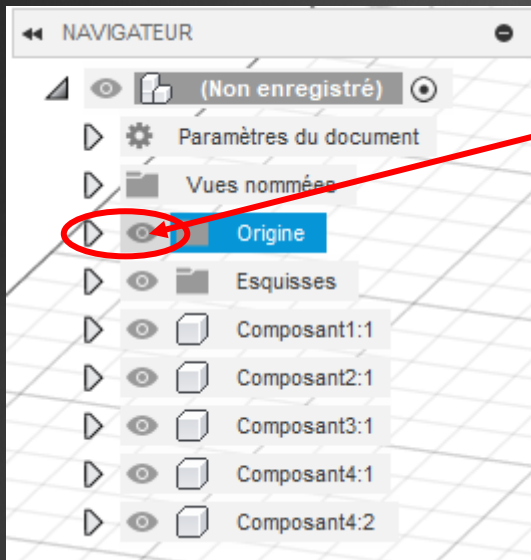 NAVIGATEUR
(Non enregistré)
Paramètres du document
Vues nommées
Origine
Esquisses
Composant1:1
Composant2:1
Composant3:1
Composant4:1
Composant4:2